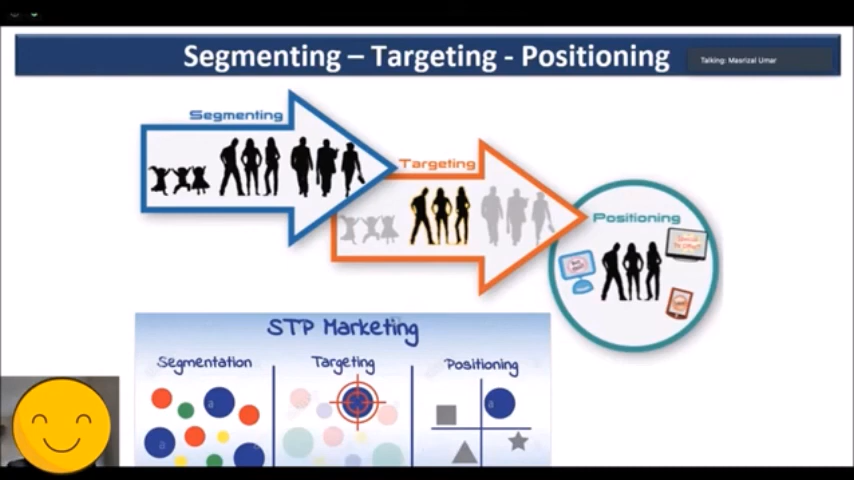 Segmenting – Targeting - Positioning
Talking: Masrizal Umar
Segmenting
Targeting
Positioning
STP Marketing
Segmentation
Targeting
Positioning
a
a
a